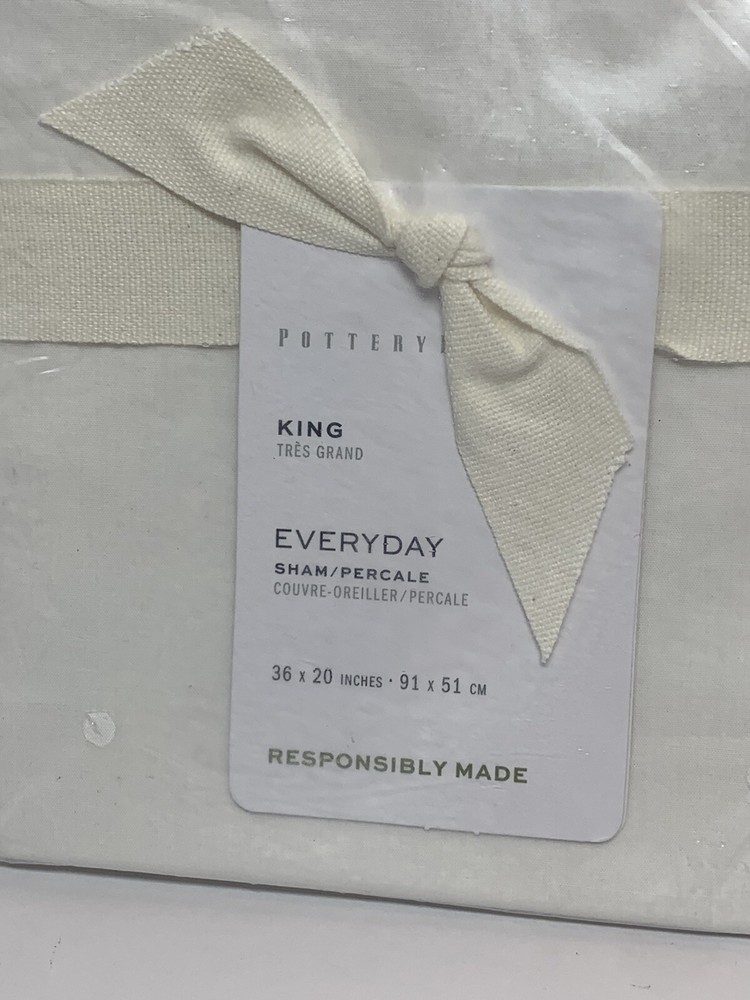 POTTERY
KING
TRÈS GRAND
EVERYDAY
SHAM/PERCALE
COUVRE-OREILLER/PERCALE
36 x 20 INCHES · 91 x 51 CM
RESPONSIBLY MADE